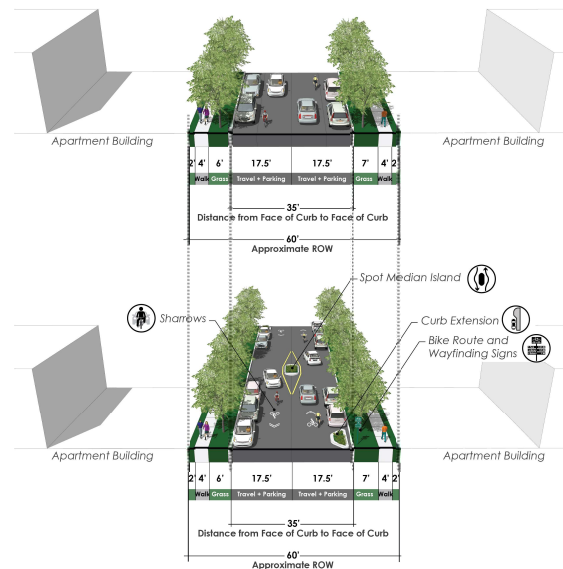 Apartment Building
Apartment Building
2' 4' 6' 17.5' 17.5' 7' 4' 2'
Walk Grass Travel + Parking Travel + Parking Grass Walk
35'
Distance from Face of Curb to Face of Curb
60'
Approximate ROW
Spot Median Island
Sharrows
Curb Extension
Bike Route and
Wayfinding Signs
Apartment Building
Apartment Building
2' 4' 6' 17.5' 17.5' 7' 4' 2'
Walk Grass Travel + Parking Travel + Parking Grass Walk
35'
Distance from Face of Curb to Face of Curb
60'
Approximate ROW